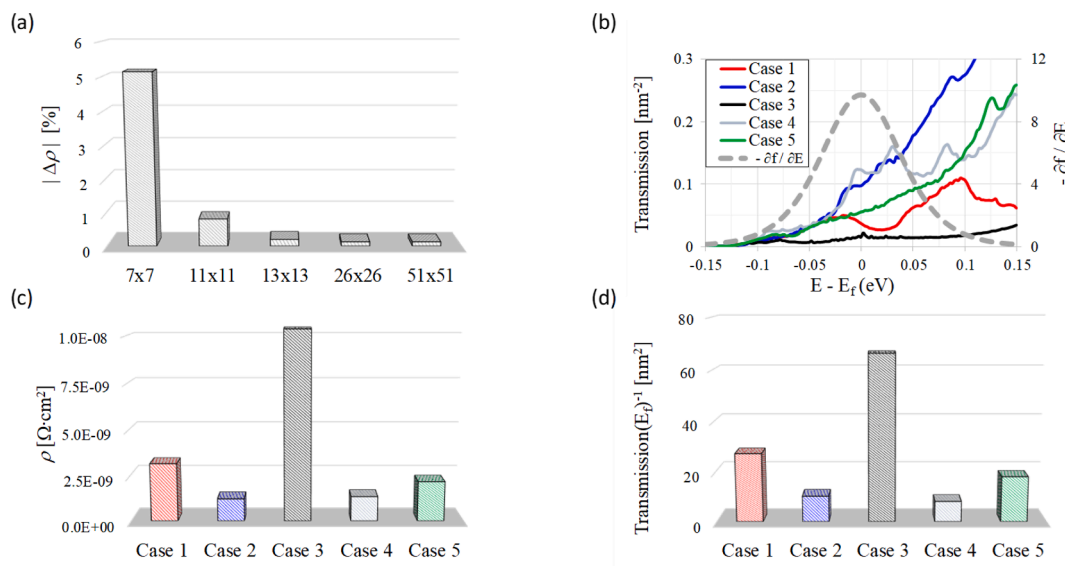 (a)
6
5
4
3
2
1
0
| Δρ | [%]
7x7 11x11 13x13 26x26 51x51
(b)
0.3
0.2
0.1
0
Transmission [nm-2]
Case 1
Case 2
Case 3
Case 4
Case 5
- ∂f / ∂E
12
8
4
0
- ∂f / ∂E
-0.15 -0.1 -0.05 0 0.05 0.1 0.15
E - Ef (eV)
(c)
1.0E-08
7.5E-09
5.0E-09
2.5E-09
0.0E+00
ρ [Ω·cm2]
Case 1 Case 2 Case 3 Case 4 Case 5
(d)
80
60
40
20
0
Transmission(Ef)-1 [nm2]
Case 1 Case 2 Case 3 Case 4 Case 5